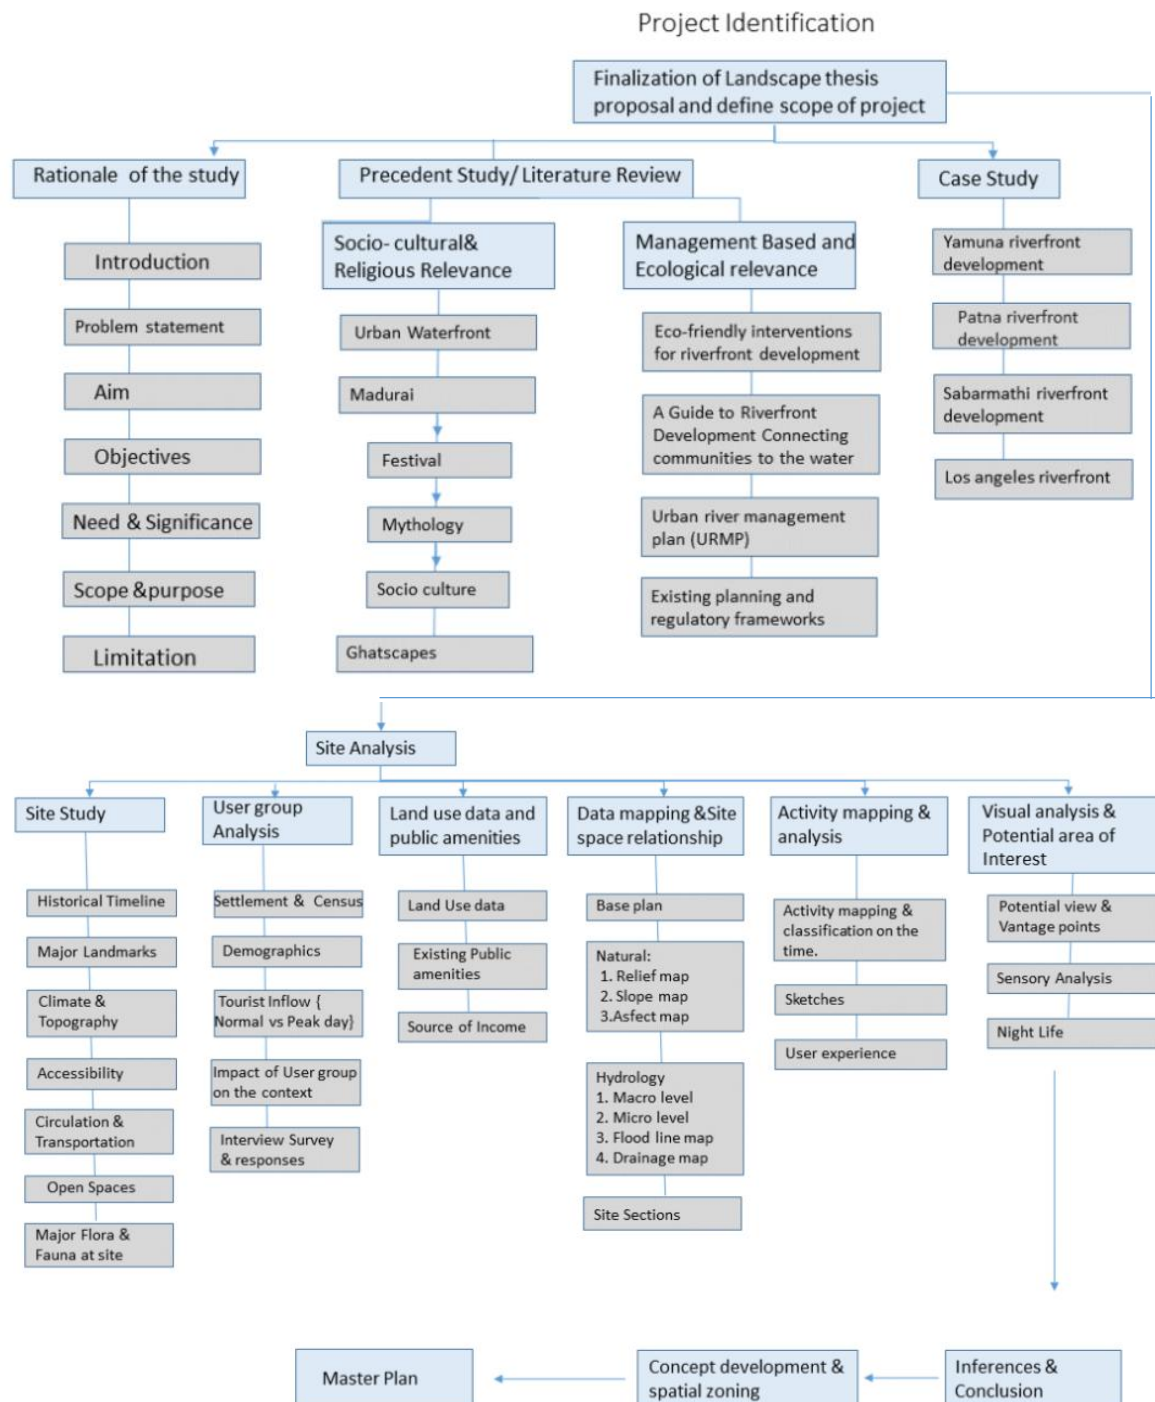 Project Identification
Finalization of Landscape thesis
proposal and define scope of project
Rationale of the study
Introduction
Problem statement
Aim
Objectives
Need & Significance
Scope &purpose
Limitation
Precedent Study/ Literature Review
Socio- cultural&
Religious Relevance
Urban Waterfront
Madurai
Festival
Mythology
Socio culture
Ghatscapes
Management Based and
Ecological relevance
Eco-friendly interventions
for riverfront development
A Guide to Riverfront
Development Connecting
communities to the water
Urban river management
plan (URMP)
Existing planning and
regulatory frameworks
Case Study
Yamuna riverfront
development
Patna riverfront
development
Sabarmathi riverfront
development
Los angeles riverfront
Site Analysis
Site Study
Historical Timeline
Major Landmarks
Climate &
Topography
Accessibility
Circulation &
Transportation
Open Spaces
Major Flora &
Fauna at site
User group
Analysis
Settlement & Census
Demographics
Tourist Inflow {
Normal vs Peak day}
Impact of User group
on the context
Interview Survey
& responses
Land use data and
public amenities
Land Use data
Existing Public
amenities
Source of Income
Data mapping &Site
space relationship
Base plan
Natural:
1. Relief map
2. Slope map
3.Asfect map
Hydrology
1. Macro level
2. Micro level
3. Flood line map
4. Drainage map
Site Sections
Activity mapping &
analysis
Activity mapping &
classification on the
time.
Sketches
User experience
Visual analysis &
Potential area of
Interest
Potential view &
Vantage points
Sensory Analysis
Night Life
Inferences &
Conclusion
Concept development &
spatial zoning
Master Plan